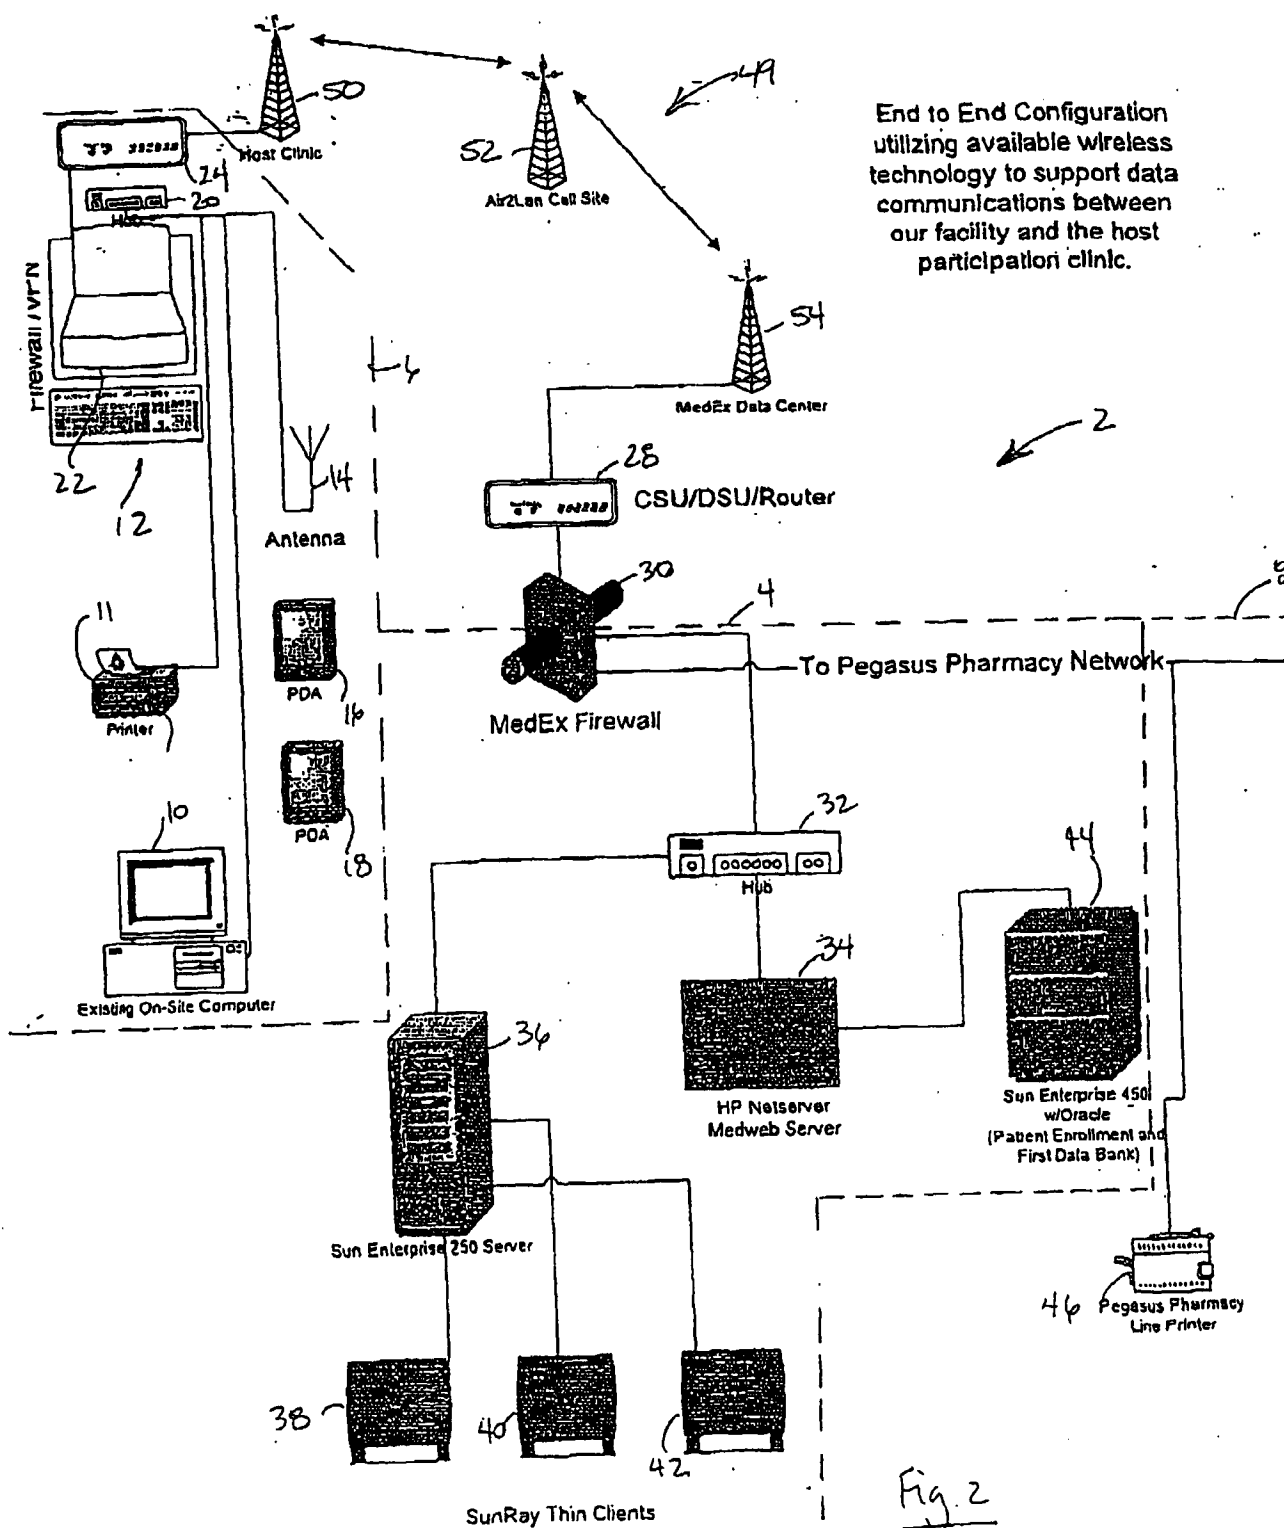 50
49
End to End Configuration
utilizing available wireless
technology to support data
communications between
our facility and the host
participation clinic.
Host Clinic
52
24
20
Hub
Air2Lan Cell Site
Firewall / VPN
54
6
MedEx Data Center
2
22
12
14
28
CSU/DSU/Router
Antenna
30
4
8
11
To Pegasus Pharmacy Network
PDA
16
MedEx Firewall
Printer
10
PDA
18
32
Hub
44
34
Existing On-Site Computer
36
HP Netserver
Medweb Server
Sun Enterprise 450
w/Oracle
(Patient Enrollment and
First Data Bank)
Sun Enterprise 250 Server
46
Pegasus Pharmacy
Line Printer
38
40
42
SunRay Thin Clients
Fig. 2